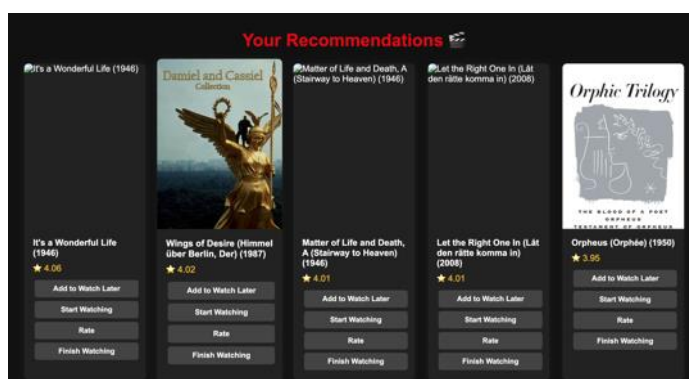 Your Recommendations 🎬
It's a Wonderful Life (1946)
It's a Wonderful Life
(1946)
4.06
Add to Watch Later
Start Watching
Rate
Finish Watching
Damiel and Cassiel
Collection
Wings of Desire (Himmel
über Berlin, Der) (1987)
4.02
Add to Watch Later
Start Watching
Rate
Finish Watching
Matter of Life and Death, A
(Stairway to Heaven) (1946)
Matter of Life and Death,
A (Stairway to Heaven)
(1946)
4.01
Add to Watch Later
Start Watching
Rate
Finish Watching
Let the Right One In (Låt
den rätte komma in) (2008)
Let the Right One In (Låt
den rätte komma in)
(2008)
4.01
Add to Watch Later
Start Watching
Rate
Finish Watching
Orphic Trilogy
THE BLOOD OF A POET
ORPHEUS
TESTAMENT OF ORPHEUS
Orpheus (Orphée) (1950)
3.95
Add to Watch Later
Start Watching
Rate
Finish Watching